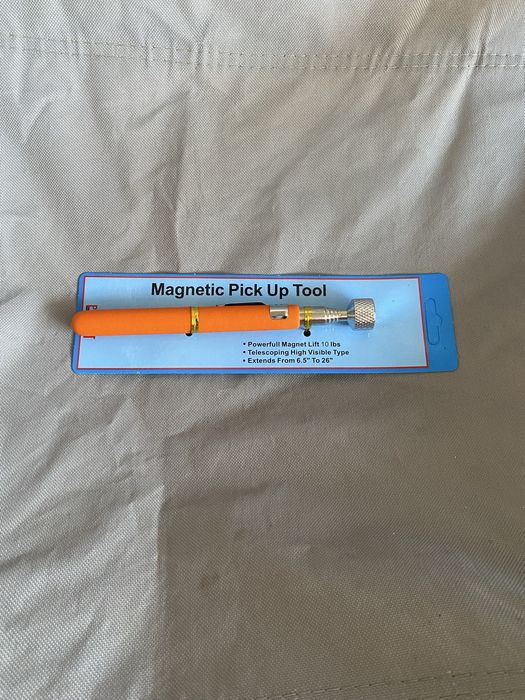 Magnetic Pick Up Tool
• Powerfull Magnet Lift 10 lbs
• Telescoping High Visible Type
• Extends From 6.5" To 26"